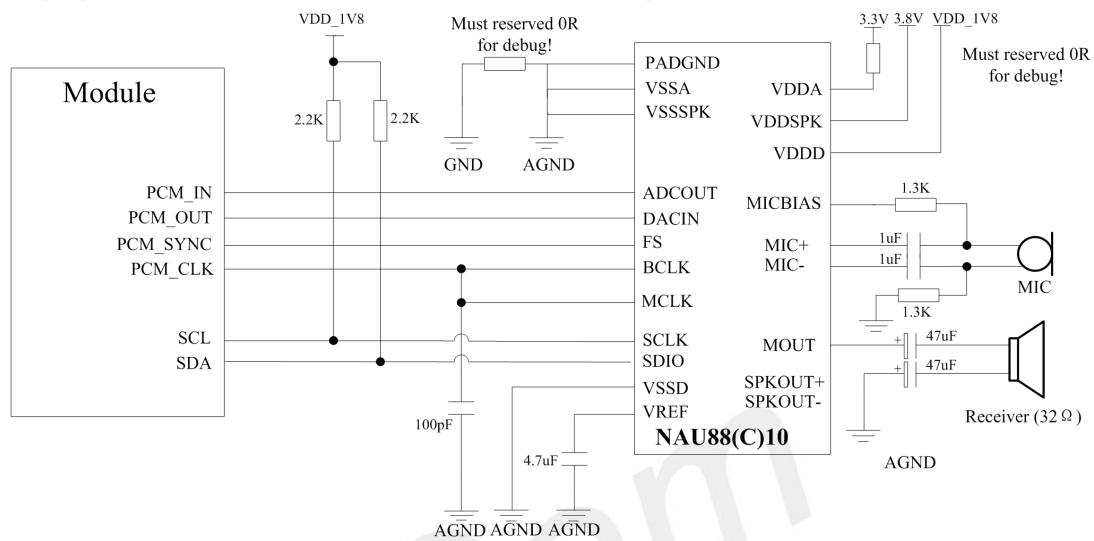 VDD_1V8
Must reserved 0R
for debug!
3.3V 3.8V VDD_1V8
Must reserved 0R
for debug!
Module
2.2K
2.2K
GND
AGND
PADGND
VSSA
VSSSPK
VDDA
VDDSPK
VDDD
PCM_IN
PCM_OUT
PCM_SYNC
PCM_CLK
SCL
SDA
ADCOUT
DACIN
FS
BCLK
MCLK
SCLK
SDIO
VSSD
VREF
MICBIAS
MIC+
MIC-
MOUT
SPKOUT+
SPKOUT-
NAU88(C)10
1.3K
1uF
1uF
MIC
1.3K
+
47uF
+
47uF
Receiver (32Ω)
AGND
100pF
4.7uF
AGND AGND AGND